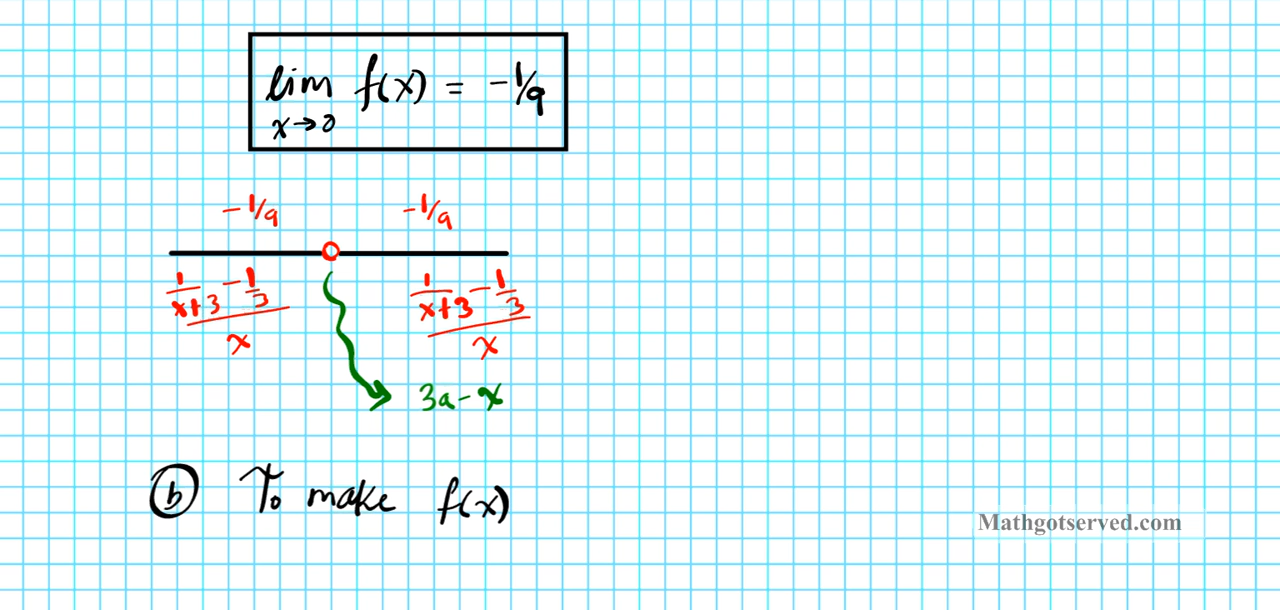 lim f(x) = -1/9
x→0
-1/9 -1/9
1/x+3 - 1/3 1/x+3 - 1/3
x x
3a-x
b To make f(x)
Mathgotserved.com